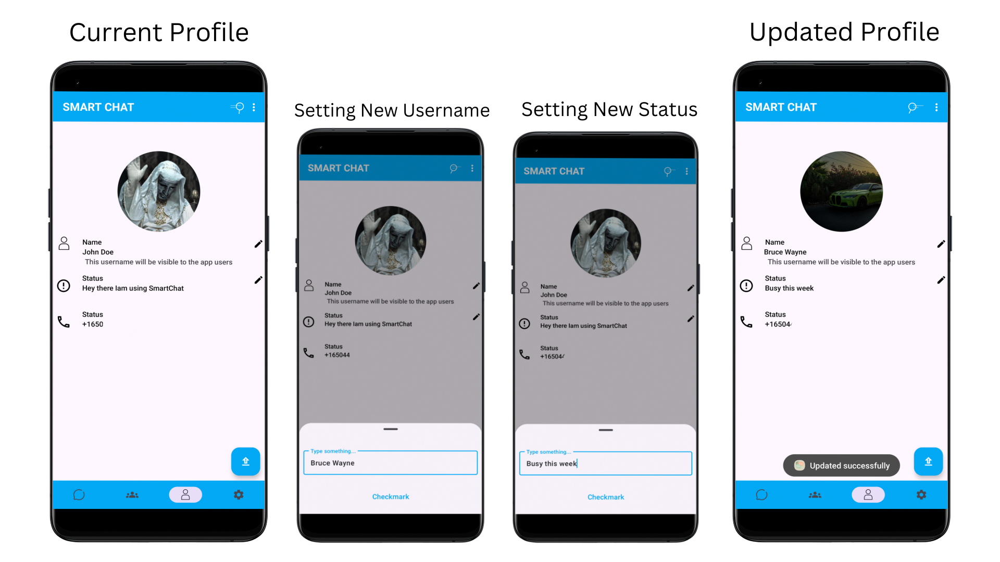 Current Profile
SMART CHAT
Name
John Doe
This username will be visible to the app users
Status
Hey there Iam using SmartChat
Status
+1650
Setting New Username
SMART CHAT
Name
John Doe
This username will be visible to the app users
Status
Hey there Iam using SmartChat
Status
+165044
Type something...
Bruce Wayne
Checkmark
Setting New Status
SMART CHAT
Name
John Doe
This username will be visible to the app users
Status
Hey there Iam using SmartChat
Status
+16504
Type something...
Busy this week
Checkmark
Updated Profile
SMART CHAT
Name
Bruce Wayne
This username will be visible to the app users
Status
Busy this week
Status
+16504
Updated successfully